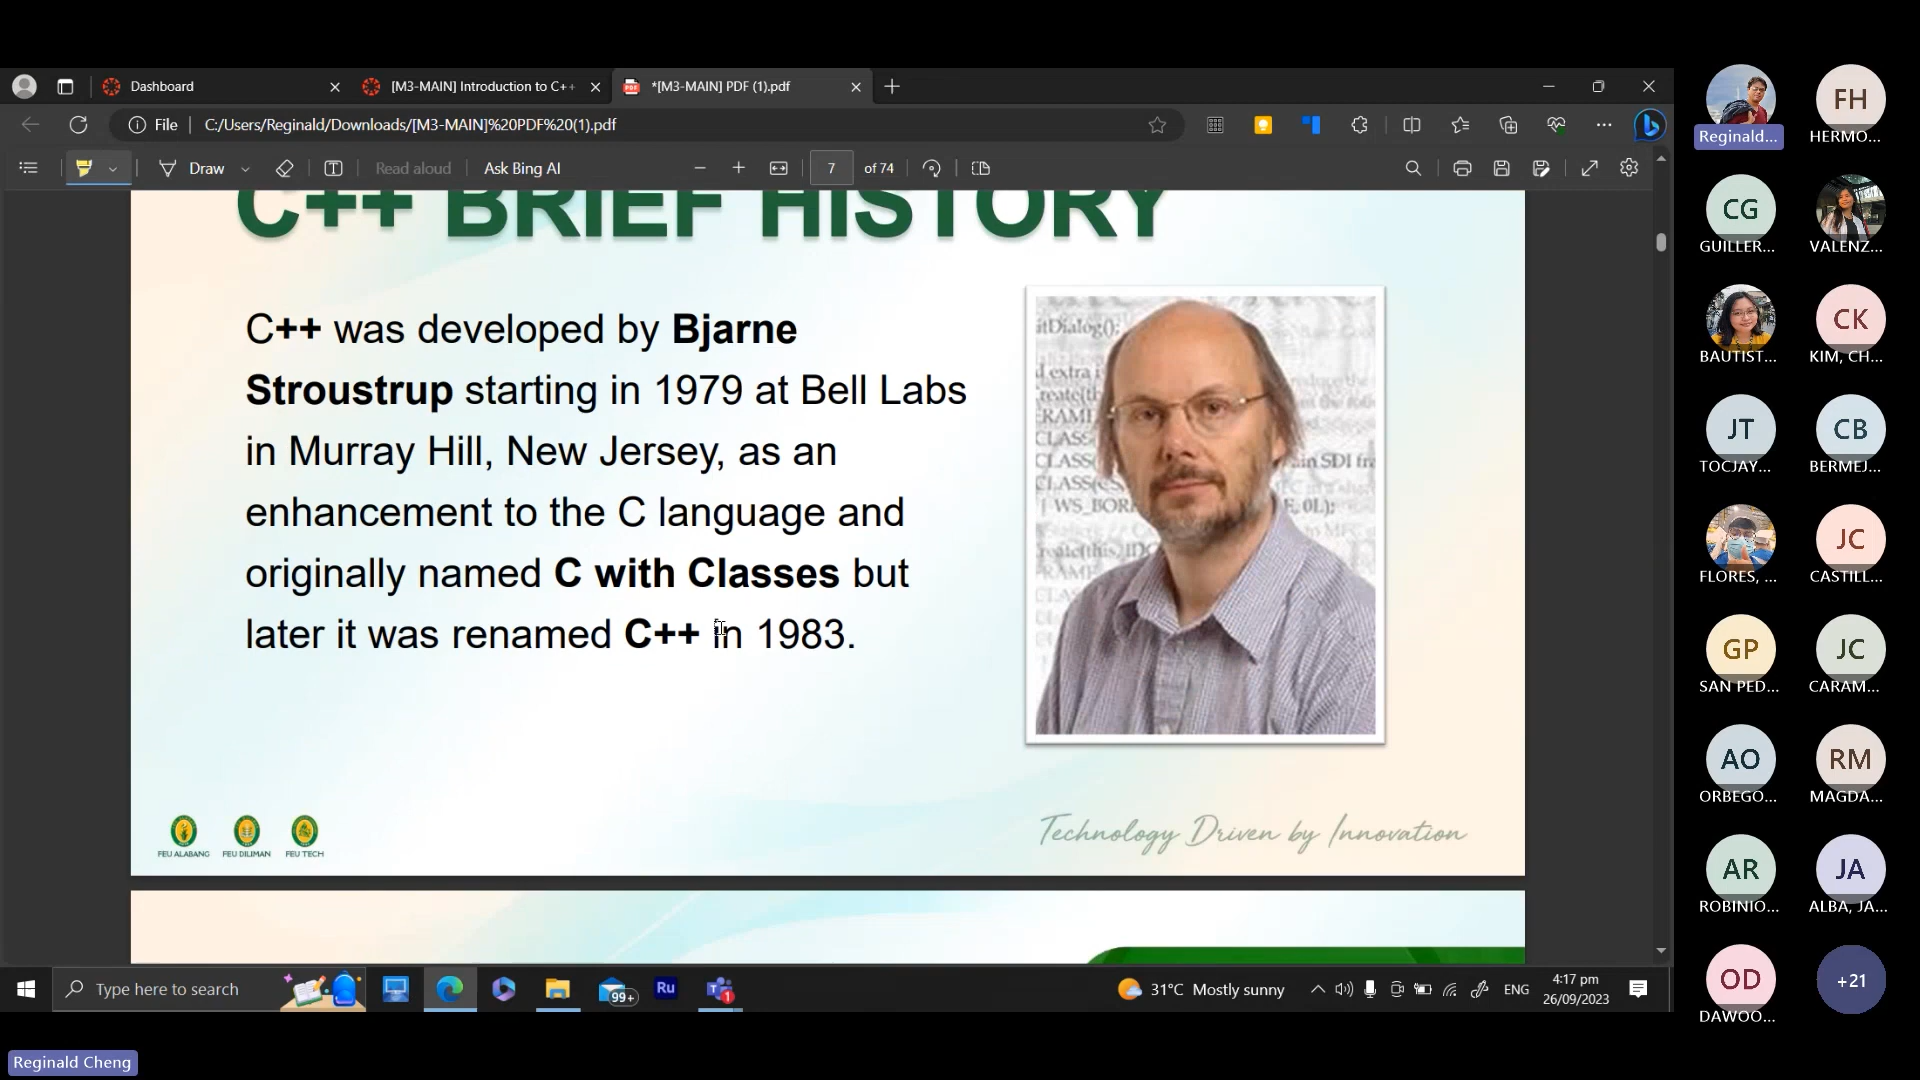 Dashboard
[M3-MAIN] Introduction to C++
*[M3-MAIN] PDF (1).pdf
File
C:/Users/Reginald/Downloads/[M3-MAIN]%20PDF%20(1).pdf
Draw
Read aloud
Ask Bing AI
7 of 74
C++ BRIEF HISTORY
C++ was developed by Bjarne
Stroustrup starting in 1979 at Bell Labs
in Murray Hill, New Jersey, as an
enhancement to the C language and
originally named C with Classes but
later it was renamed C++ in 1983.
itDialog();
CLASS
WS_BOR
FEU ALABANG
FEU DILIMAN
FEU TECH
Technology Driven by Innovation
Type here to search
99+
Ru
1
31°C Mostly sunny
ENG
4:17 pm
26/09/2023
Reginald...
FH
HERMO...
CG
GUILLER...
VALENZ...
BAUTIST...
CK
KIM, CH...
JT
TOCJAY...
CB
BERMEJ...
FLORES, ...
JC
CASTILL...
GP
SAN PED...
JC
CARAM...
AO
ORBEGO...
RM
MAGDA...
AR
ROBINIO...
JA
ALBA, JA...
OD
DAWOO...
+21
Reginald Cheng